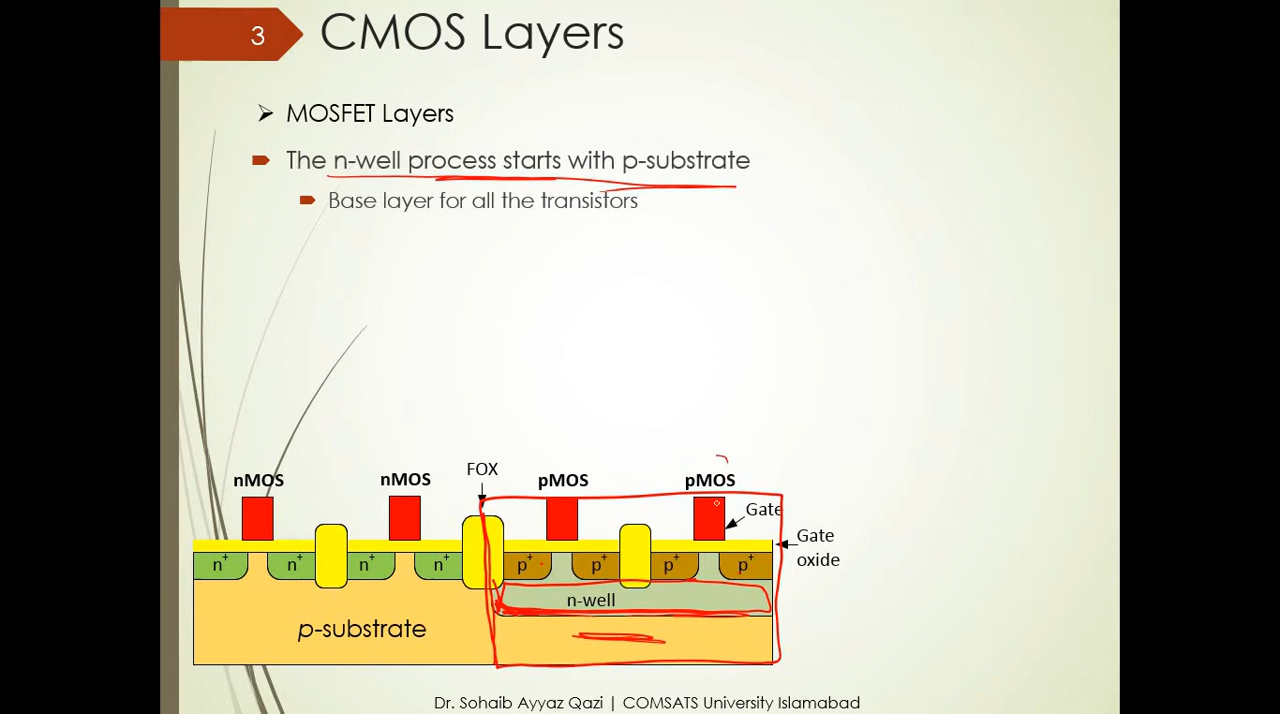 3
CMOS Layers
MOSFET Layers
The n-well process starts with p-substrate
Base layer for all the transistors
nMOS nMOS FOX pMOS pMOS
Gate
Gate
oxide
n+ n+ n+ n+ p+ p+ p+ p+
n-well
p-substrate
Dr. Sohaib Ayyaz Qazi | COMSATS University Islamabad